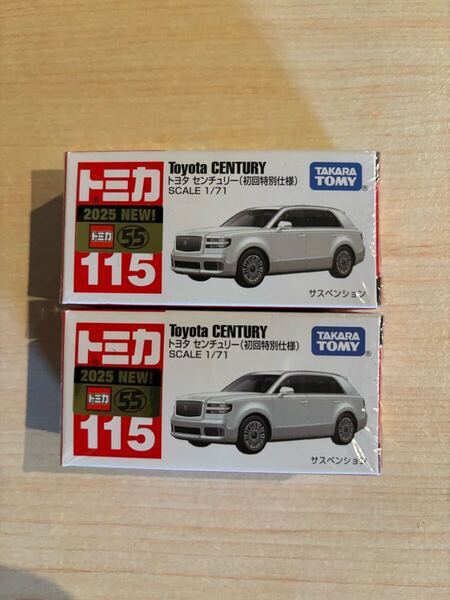 トミカ
2025 NEW!
トミカ 55
115
Toyota CENTURY
トヨタ センチュリー(初回特別仕様)
SCALE 1/71
TAKARA
TOMY®
サスペンション
トミカ
2025 NEW!
トミカ 55
115
Toyota CENTURY
トヨタ センチュリー(初回特別仕様)
SCALE 1/71
TAKARA
TOMY®
サスペンション